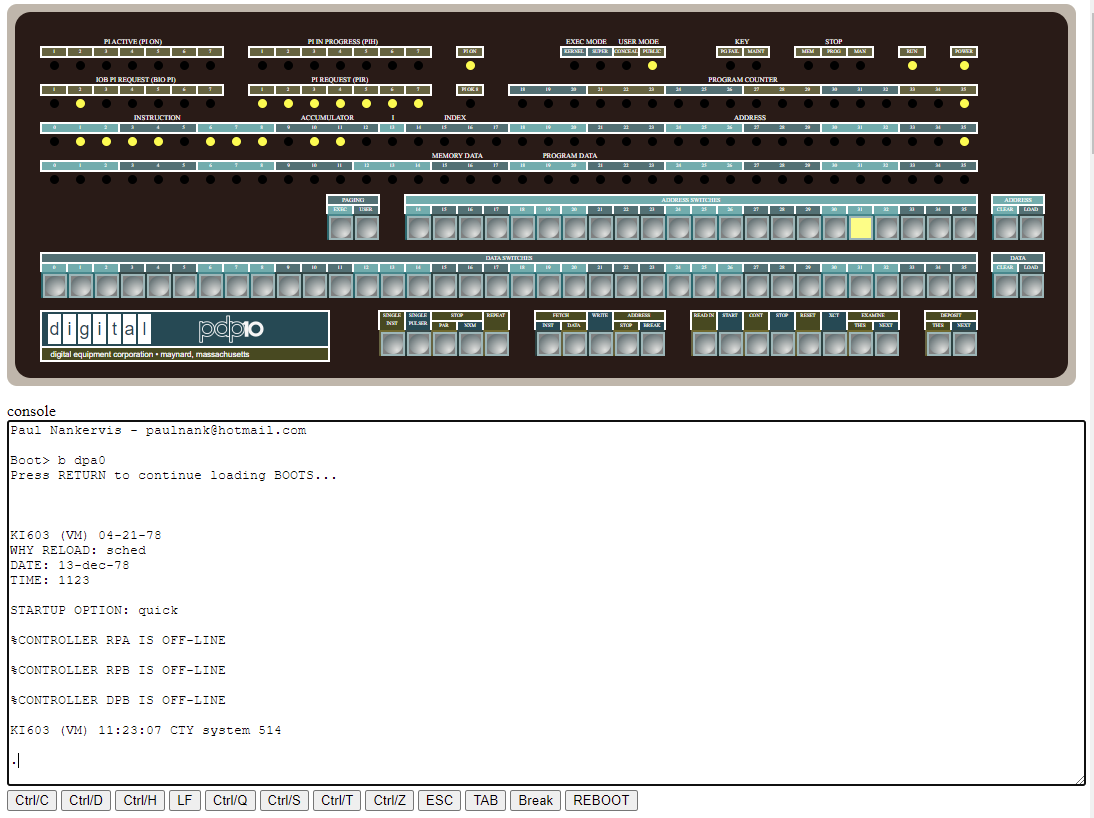 PI ACTIVE (PI ON) PI IN PROGRESS (PIH) EXEC MODE USER MODE KEY STOP
1 2 3 4 5 6 7 1 2 3 4 5 6 7 PI ON KERNEL SUPER CONCEAL PUBLIC PG FAIL MAINT MEM PROG MAN RUN POWER
IOB PI REQUEST (BIO PI) PI REQUEST (PIR) PROGRAM COUNTER
1 2 3 4 5 6 7 1 2 3 4 5 6 7 PI OK 8 18 19 20 21 22 23 24 25 26 27 28 29 30 31 32 33 34 35
INSTRUCTION ACCUMULATOR I INDEX ADDRESS
0 1 2 3 4 5 6 7 8 9 10 11 12 13 14 15 16 17 18 19 20 21 22 23 24 25 26 27 28 29 30 31 32 33 34 35
MEMORY DATA PROGRAM DATA
0 1 2 3 4 5 6 7 8 9 10 11 12 13 14 15 16 17 18 19 20 21 22 23 24 25 26 27 28 29 30 31 32 33 34 35
PAGING ADDRESS SWITCHES ADDRESS
EXEC USER 14 15 16 17 18 19 20 21 22 23 24 25 26 27 28 29 30 31 32 33 34 35 CLEAR LOAD
DATA SWITCHES DATA
0 1 2 3 4 5 6 7 8 9 10 11 12 13 14 15 16 17 18 19 20 21 22 23 24 25 26 27 28 29 30 31 32 33 34 35 CLEAR LOAD
digital pdp10
digital equipment corporation • maynard, massachusetts
SINGLE INST SINGLE PULSER STOP PAR NXM REPEAT FETCH INST DATA WRITE ADDRESS STOP BREAK READ IN START CONT STOP RESET XCT EXAMINE THIS NEXT DEPOSIT THIS NEXT
console
Paul Nankervis - paulnank@hotmail.com
Boot> b dpa0
Press RETURN to continue loading BOOTS...
KI603 (VM) 04-21-78
WHY RELOAD: sched
DATE: 13-dec-78
TIME: 1123
STARTUP OPTION: quick
%CONTROLLER RPA IS OFF-LINE
%CONTROLLER RPB IS OFF-LINE
%CONTROLLER DPB IS OFF-LINE
KI603 (VM) 11:23:07 CTY system 514
.
Ctrl/C Ctrl/D Ctrl/H LF Ctrl/Q Ctrl/S Ctrl/T Ctrl/Z ESC TAB Break REBOOT